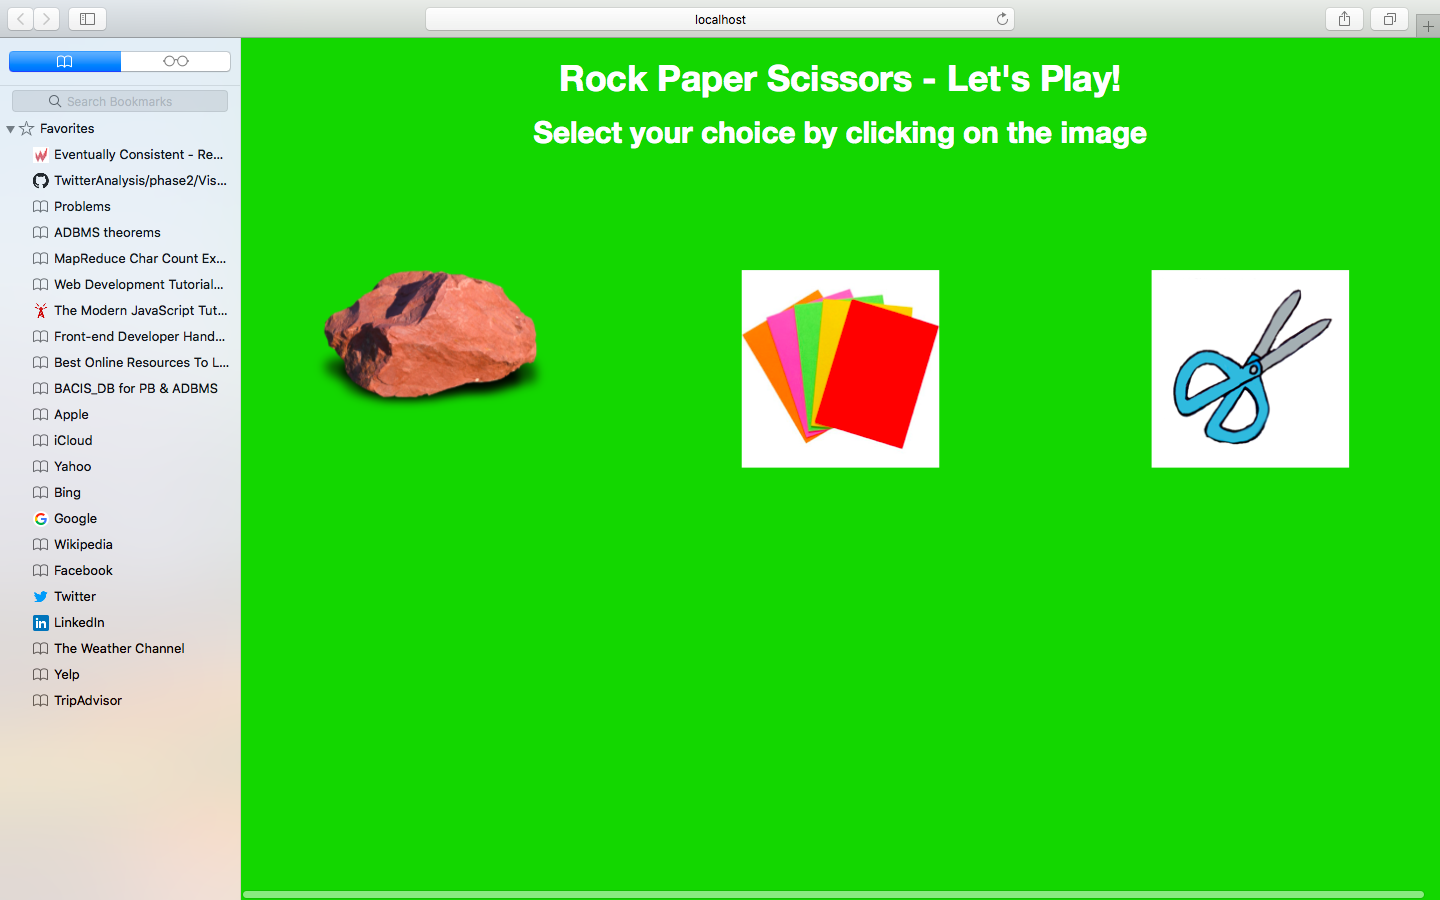 localhost
Search Bookmarks
Favorites
Eventually Consistent - Re...
TwitterAnalysis/phase2/Vis...
Problems
ADBMS theorems
MapReduce Char Count Ex...
Web Development Tutorial...
The Modern JavaScript Tut...
Front-end Developer Hand...
Best Online Resources To L...
BACIS_DB for PB & ADBMS
Apple
iCloud
Yahoo
Bing
Google
Wikipedia
Facebook
Twitter
LinkedIn
The Weather Channel
Yelp
TripAdvisor
Rock Paper Scissors - Let's Play!
Select your choice by clicking on the image